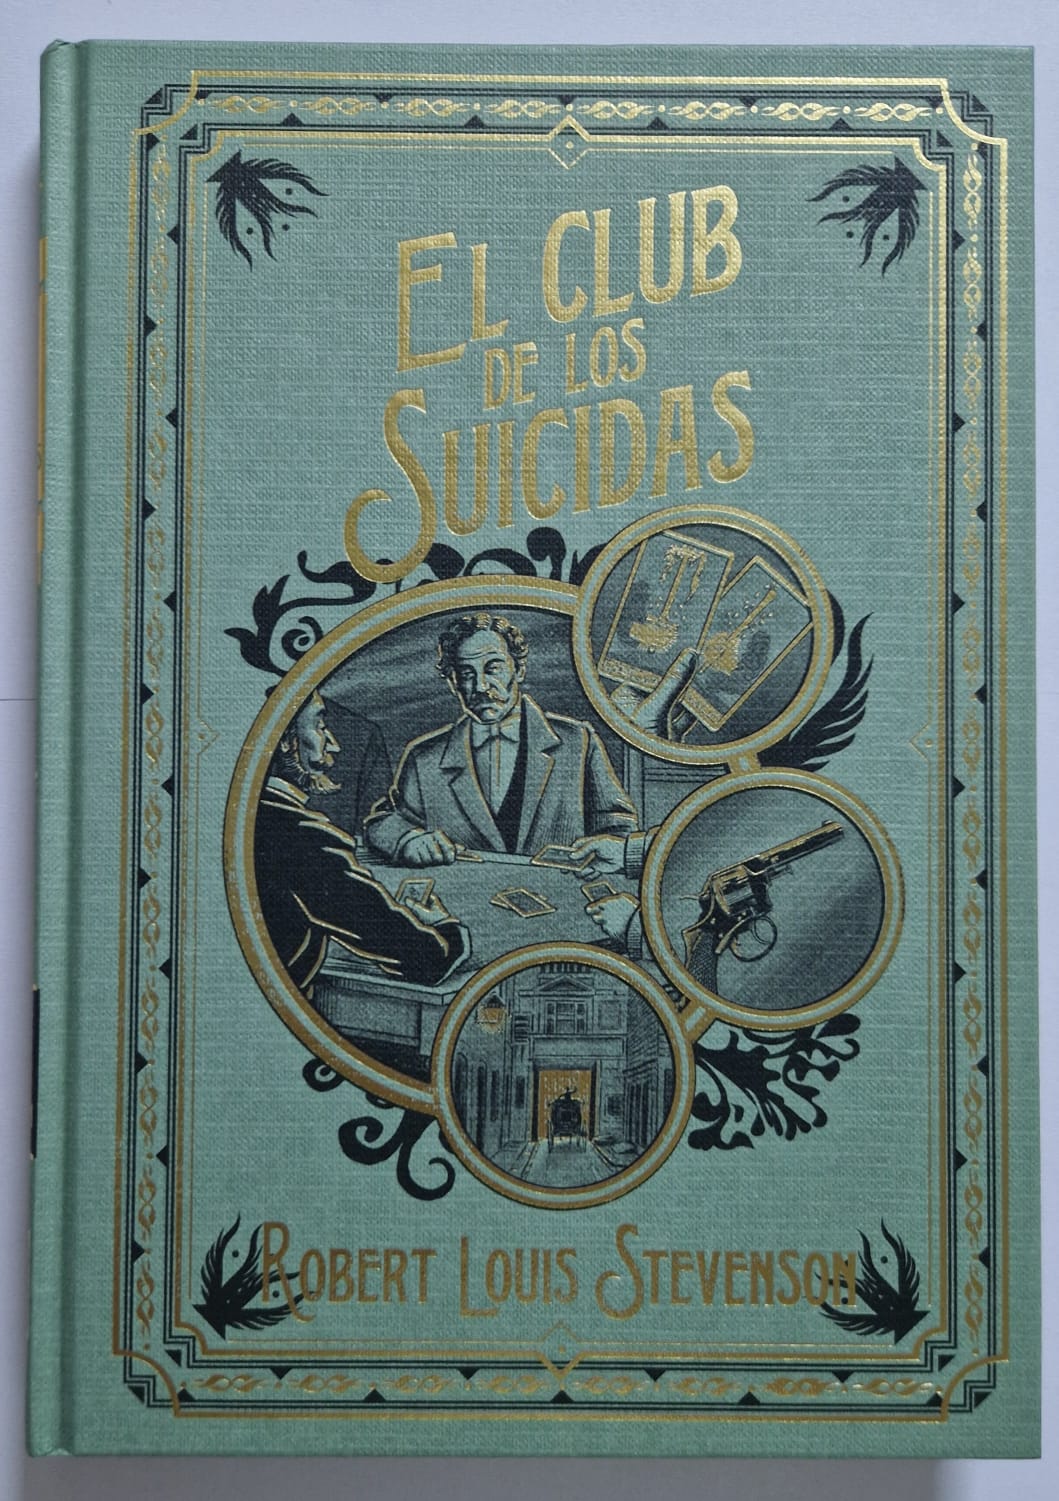 EL CLUB
DE LOS
SUICIDAS
ROBERT LOUIS STEVENSON